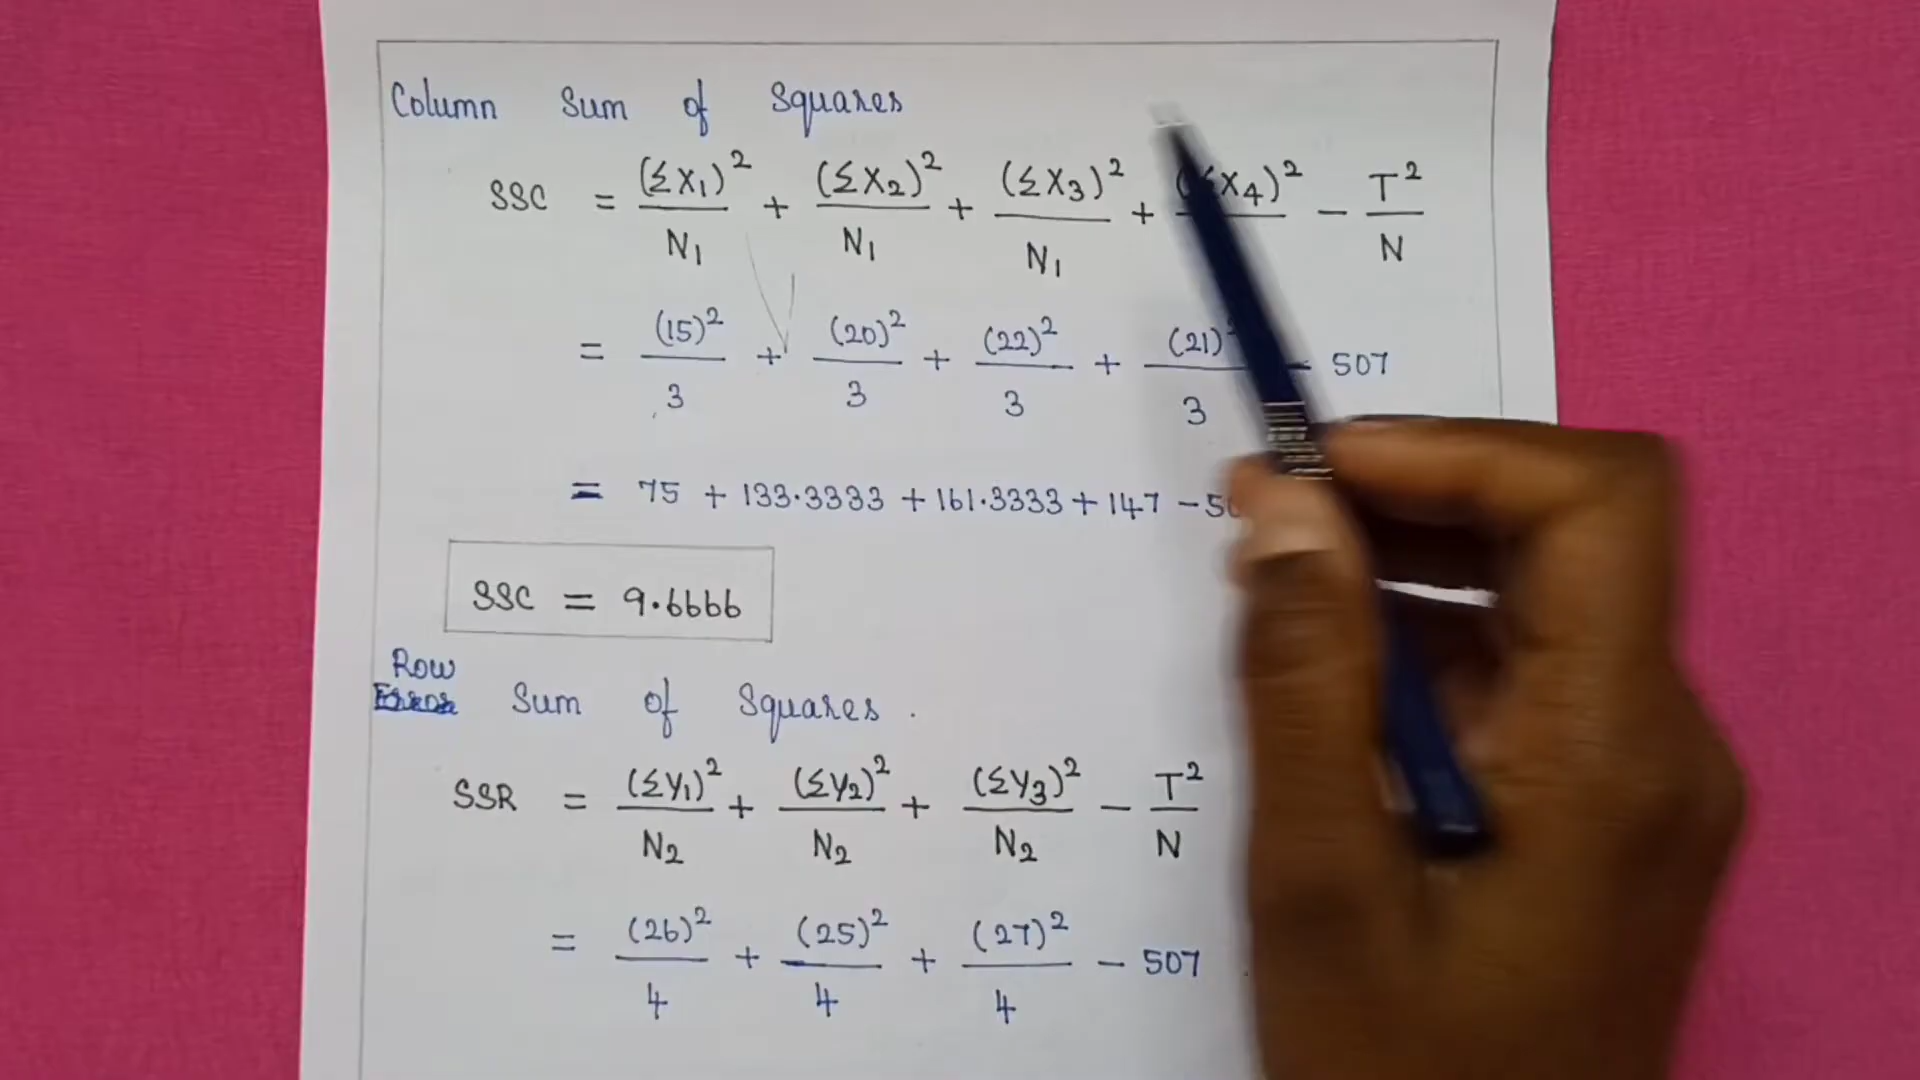 Column Sum of Squares
SSC = (ΣX₁)²/N₁ + (ΣX₂)²/N₁ + (ΣX₃)²/N₁ + X₄)² − T²/N
= (15)²/3 + (20)²/3 + (22)²/3 + (21)²/3 − 507
= 75 + 133.3333 + 161.3333 + 147 −
SSC = 9.6666
Row
Sum of Squares.
SSR = (ΣY₁)²/N₂ + (ΣY₂)²/N₂ + (ΣY₃)²/N₂ − T²/N
= (26)²/4 + (25)²/4 + (27)²/4 − 507